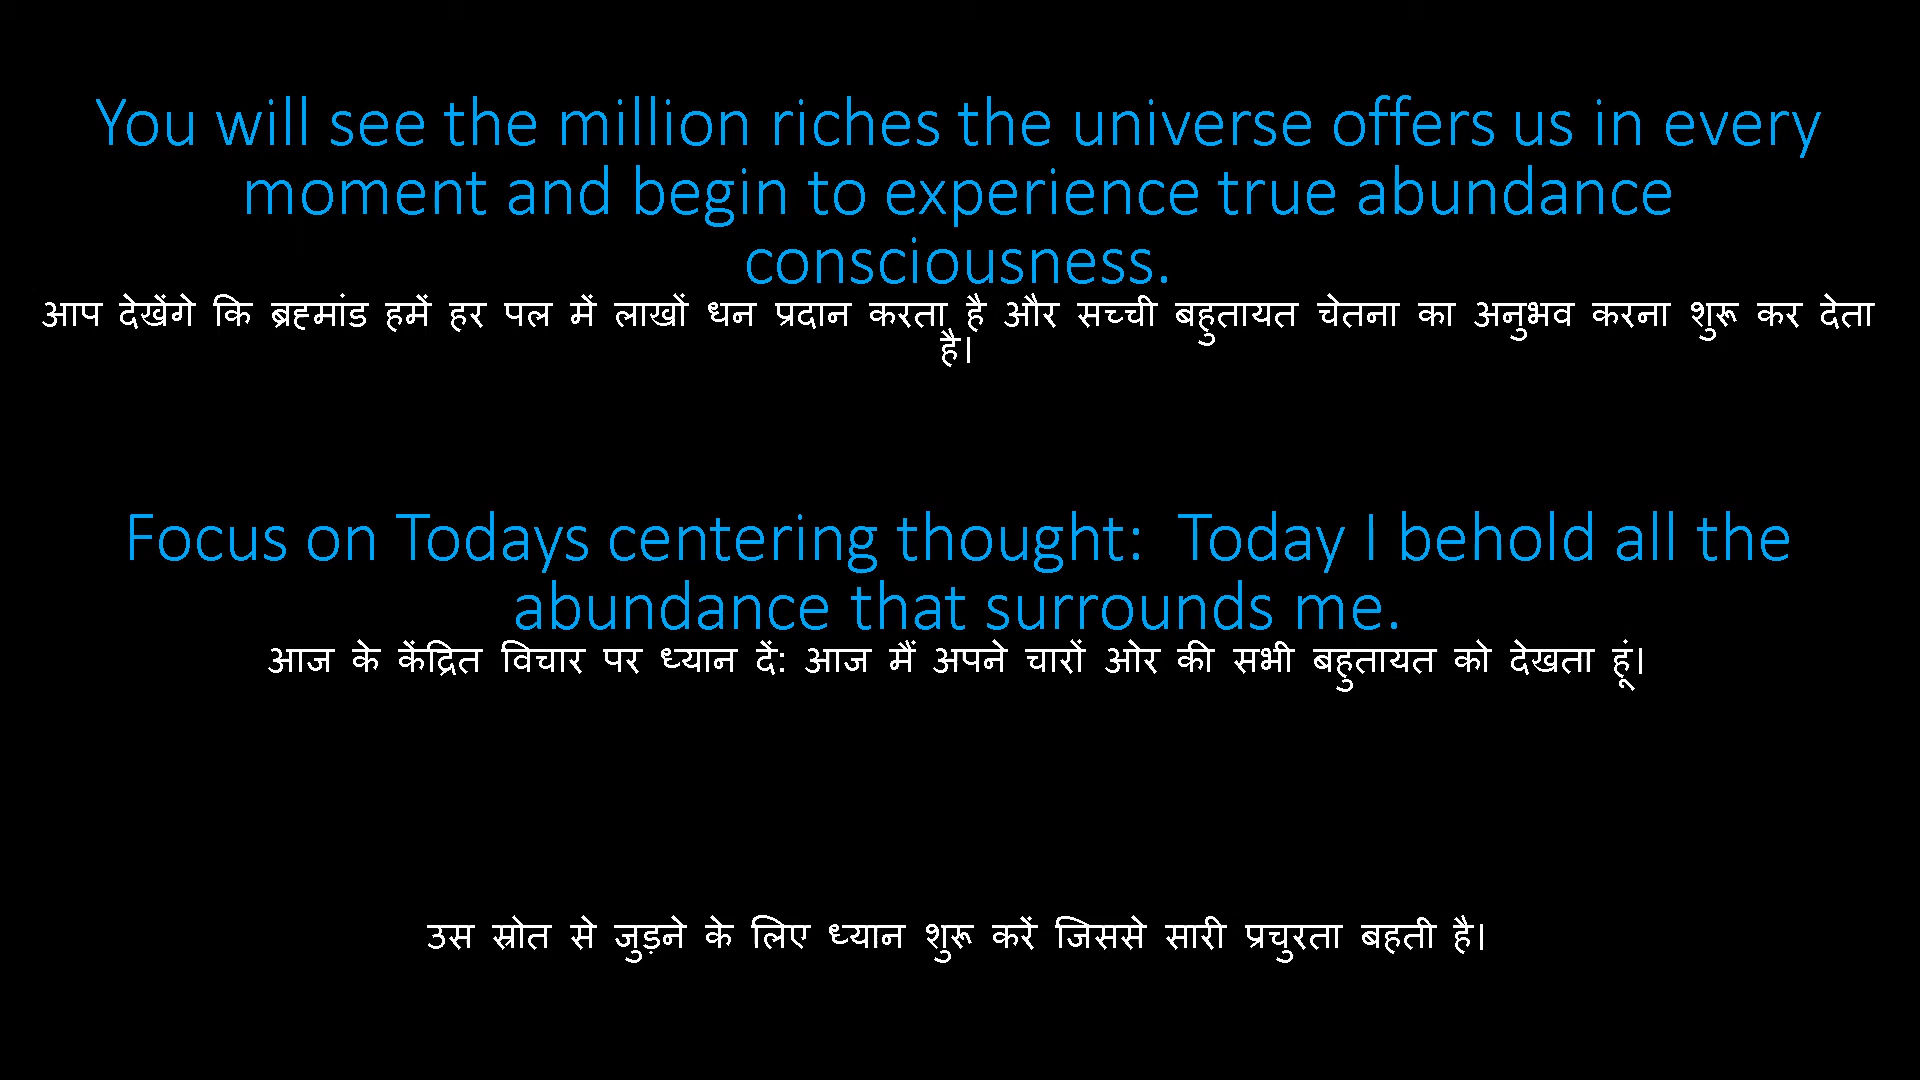 You will see the million riches the universe offers us in every
moment and begin to experience true abundance
consciousness.
आप देखेंगे कि ब्रह्मांड हमें हर पल में लाखों धन प्रदान करता है और सच्ची बहुतायत चेतना का अनुभव करना शुरू कर देता
है।
Focus on Todays centering thought:  Today I behold all the
abundance that surrounds me.
आज के केंद्रित विचार पर ध्यान दें: आज मैं अपने चारों ओर की सभी बहुतायत को देखता हूं।
उस स्रोत से जुड़ने के लिए ध्यान शुरू करें जिससे सारी प्रचुरता बहती है।